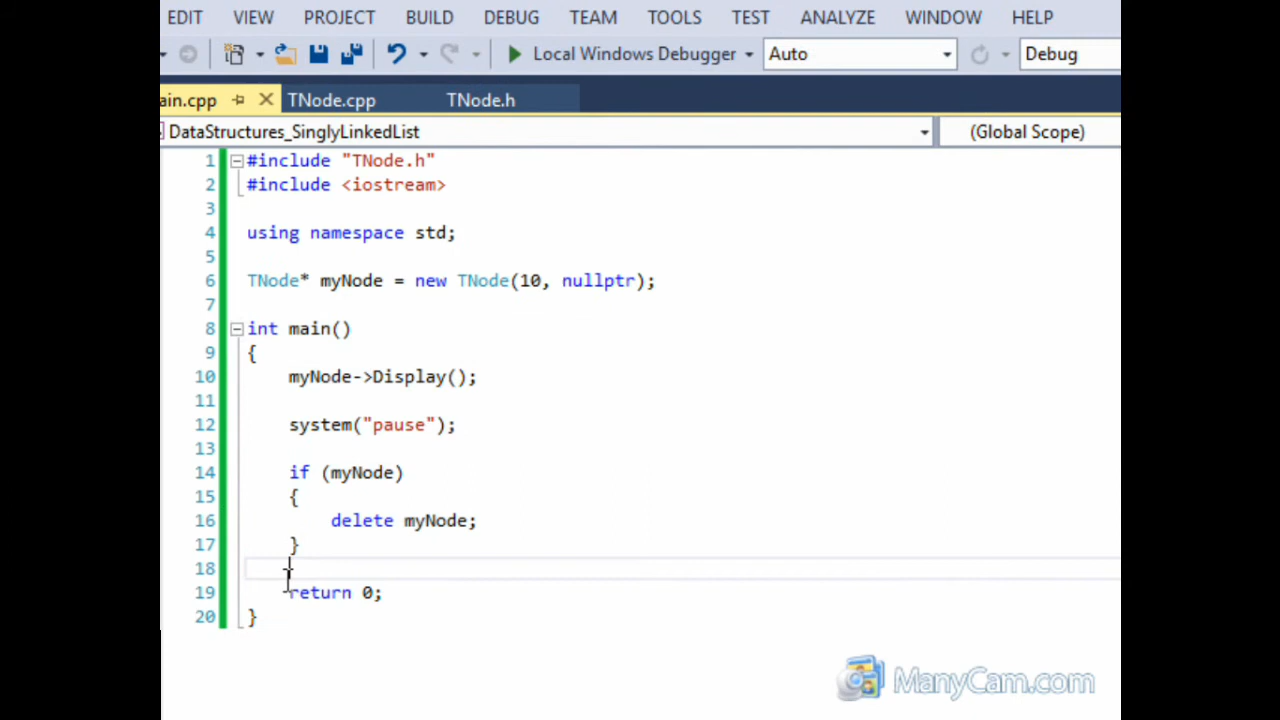 EDIT VIEW PROJECT BUILD DEBUG TEAM TOOLS TEST ANALYZE WINDOW HELP
Local Windows Debugger Auto Debug
ain.cpp TNode.cpp TNode.h
DataStructures_SinglyLinkedList (Global Scope)
1 #include "TNode.h"
2 #include <iostream>
3
4 using namespace std;
5
6 TNode* myNode = new TNode(10, nullptr);
7
8 int main()
9 {
10 myNode->Display();
11
12 system("pause");
13
14 if (myNode)
15 {
16 delete myNode;
17 }
18
19 return 0;
20 }
ManyCam.com